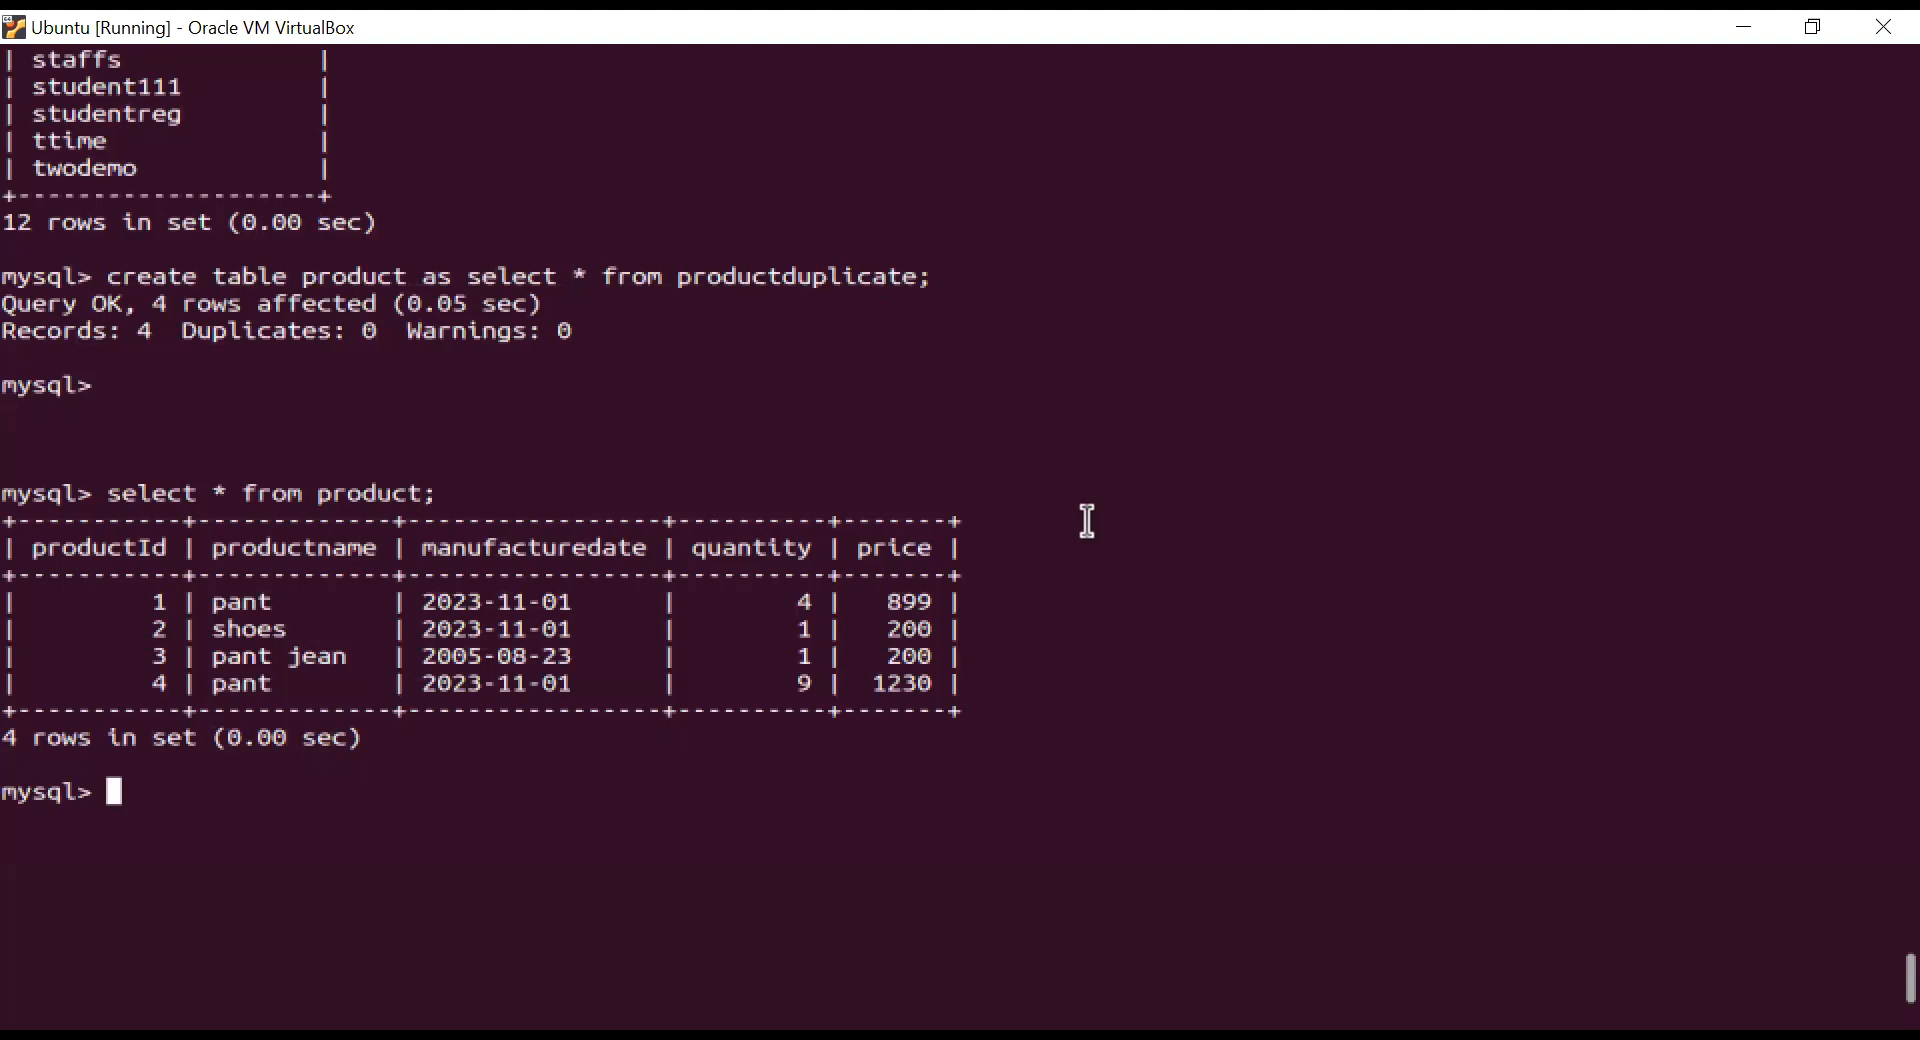 Ubuntu [Running] - Oracle VM VirtualBox
| staffs             |
| student111         |
| studentreg         |
| ttime              |
| twodemo            |
+--------------------+
12 rows in set (0.00 sec)
mysql> create table product as select * from productduplicate;
Query OK, 4 rows affected (0.05 sec)
Records: 4  Duplicates: 0  Warnings: 0
mysql>
mysql> select * from product;
+-----------+-------------+-----------------+----------+-------+
| productId | productname | manufacturedate | quantity | price |
+-----------+-------------+-----------------+----------+-------+
|         1 | pant        | 2023-11-01      |        4 |   899 |
|         2 | shoes       | 2023-11-01      |        1 |   200 |
|         3 | pant jean   | 2005-08-23      |        1 |   200 |
|         4 | pant        | 2023-11-01      |        9 |  1230 |
+-----------+-------------+-----------------+----------+-------+
4 rows in set (0.00 sec)
mysql>